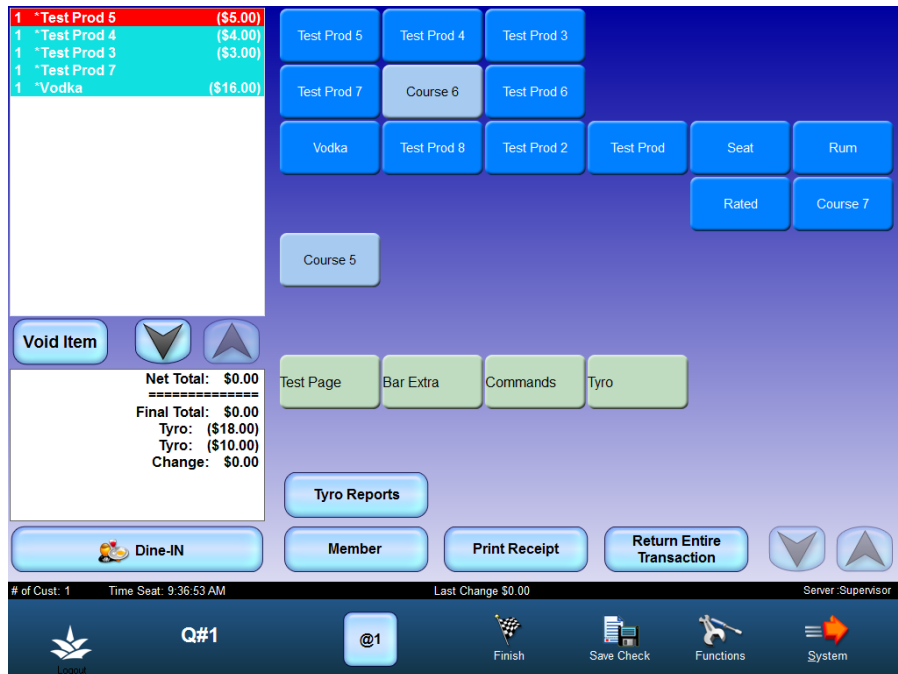 1 *Test Prod 5 ($5.00)
1 *Test Prod 4 ($4.00)
1 *Test Prod 3 ($3.00)
1 *Test Prod 7
1 *Vodka ($16.00)
Test Prod 5 Test Prod 4 Test Prod 3
Test Prod 7 Course 6 Test Prod 6
Vodka Test Prod 8 Test Prod 2 Test Prod Seat Rum
Rated Course 7
Course 5
Void Item
Net Total: $0.00
==============
Final Total: $0.00
Tyro: ($18.00)
Tyro: ($10.00)
Change: $0.00
Test Page Bar Extra Commands Tyro
Tyro Reports
Dine-IN Member Print Receipt Return Entire
Transaction
# of Cust: 1 Time Seat: 9:36:53 AM Last Change $0.00 Server :Supervisor
Logout Q#1 @1 Finish Save Check Functions System